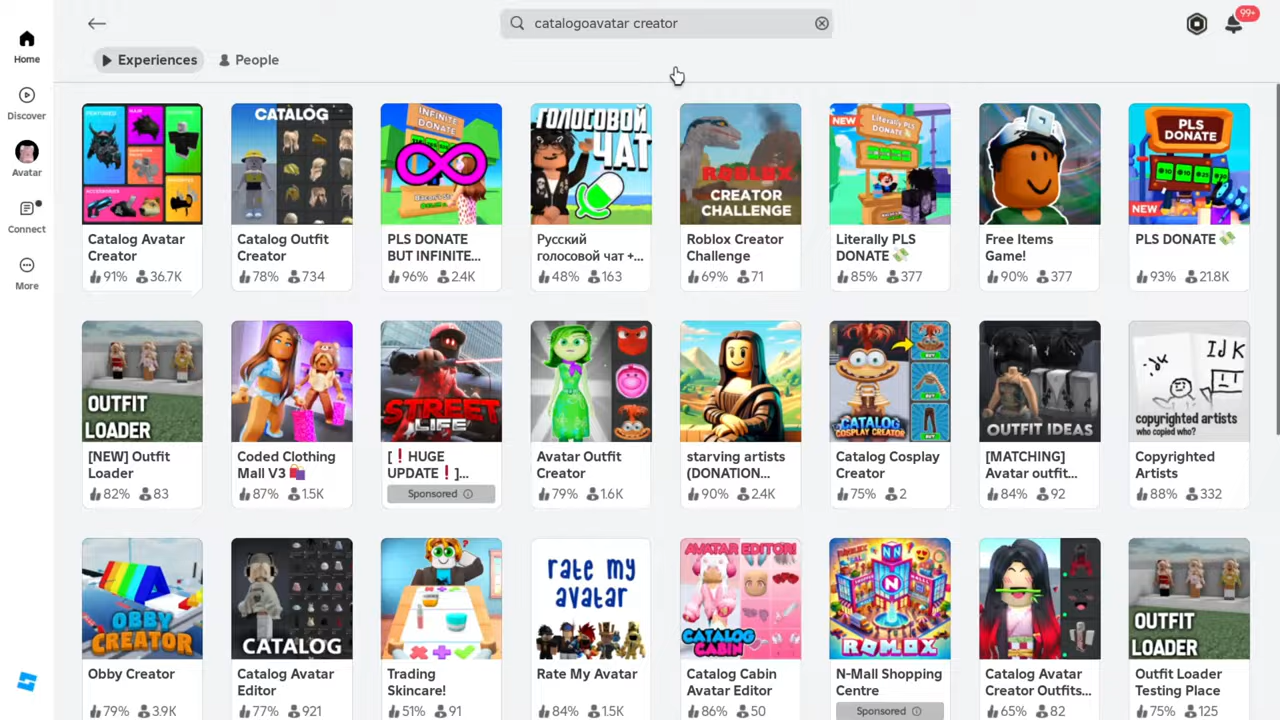 catalogoavatar creator
99+
Home
Discover
Avatar
Connect
More
Experiences
People
CATALOG
INFINITE
DONATE
ГОЛОСОВОЙ
ЧАТ
ROBLOX
CREATOR
CHALLENGE
NEW
Literally PLS
DONATE
PLS
DONATE
NEW
Catalog Avatar
Creator
91% 36.7K
Catalog Outfit
Creator
78% 734
PLS DONATE
BUT INFINITE...
96% 2.4K
Русский
голосовой чат +...
48% 163
Roblox Creator
Challenge
69% 71
Literally PLS
DONATE 💸
85% 377
Free Items
Game!
90% 377
PLS DONATE 💸
93% 21.8K
OUTFIT
LOADER
STREET
LIFE
CATALOG
COSPLAY CREATOR
BUY
BUY
BUY
OUTFIT IDEAS
IJK
copyrighted artists
who copied who?
[NEW] Outfit
Loader
82% 83
Coded Clothing
Mall V3 🛍️
87% 1.5K
[❗HUGE
UPDATE❗]...
Sponsored
Avatar Outfit
Creator
79% 1.6K
starving artists
(DONATION...
90% 2.4K
Catalog Cosplay
Creator
75% 2
[MATCHING]
Avatar outfit...
84% 92
Copyrighted
Artists
88% 332
OBBY
CREATOR
CATALOG
rate my
avatar
AVATAR EDITOR!
CATALOG
CABIN
ROBLOX
OUTFIT
LOADER
Obby Creator
79% 3.9K
Catalog Avatar
Editor
77% 921
Trading
Skincare!
51% 91
Rate My Avatar
84% 1.5K
Catalog Cabin
Avatar Editor
86% 50
N-Mall Shopping
Centre
Sponsored
Catalog Avatar
Creator Outfits...
65% 82
Outfit Loader
Testing Place
75% 125